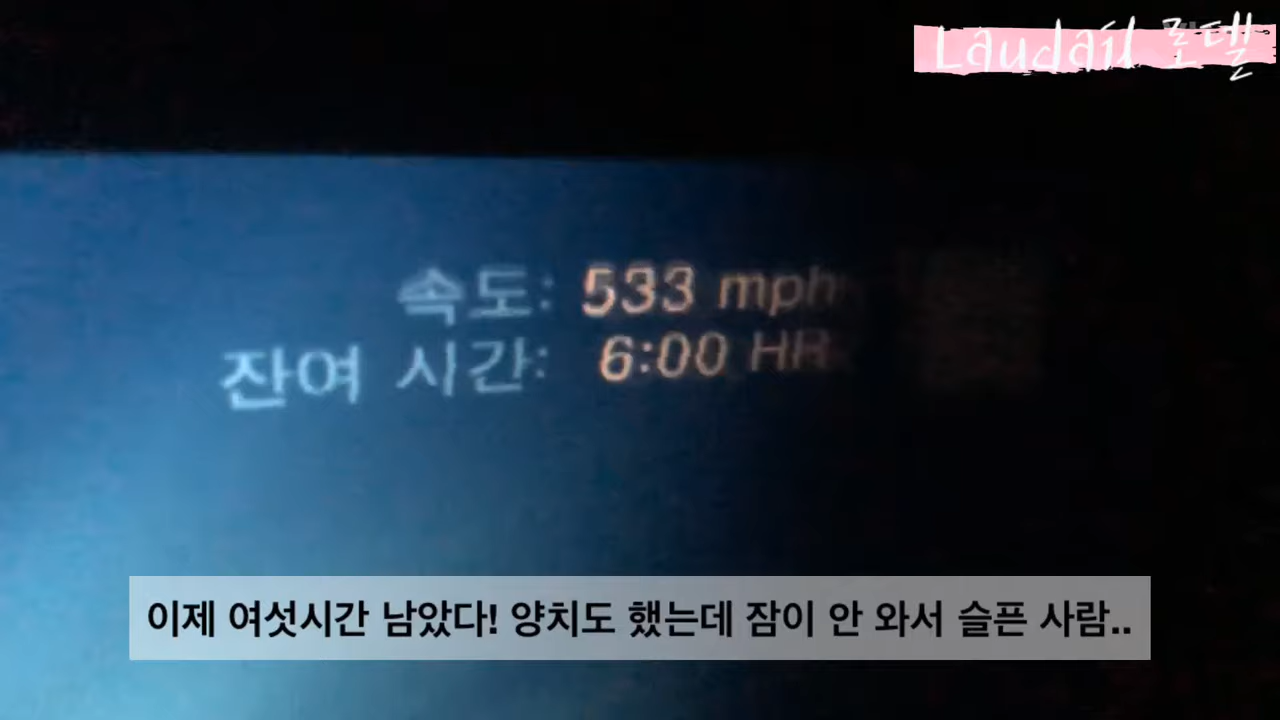 Laudail 로텔
속도: 533 mph
잔여 시간: 6:00 HR
이제 여섯시간 남았다! 양치도 했는데 잠이 안 와서 슬픈 사람..